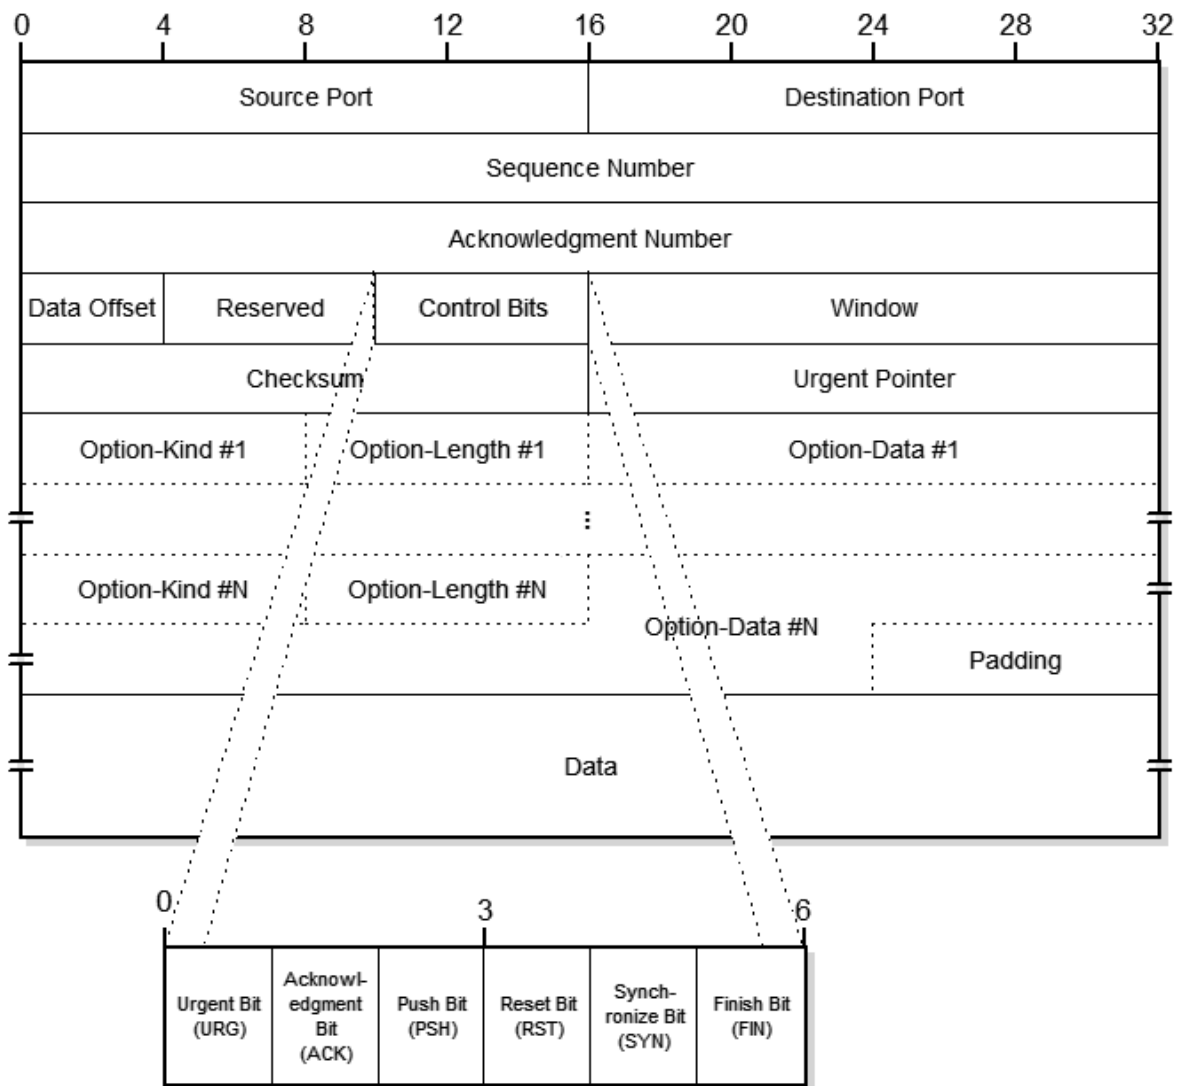 0 4 8 12 16 20 24 28 32
Source Port Destination Port
Sequence Number
Acknowledgment Number
Data Offset Reserved Control Bits Window
Checksum Urgent Pointer
Option-Kind #1 Option-Length #1 Option-Data #1
⋮
Option-Kind #N Option-Length #N
Option-Data #N
Padding
Data
0 3 6
Urgent Bit
(URG)
Acknowl-
edgment
Bit
(ACK)
Push Bit
(PSH)
Reset Bit
(RST)
Synch-
ronize Bit
(SYN)
Finish Bit
(FIN)